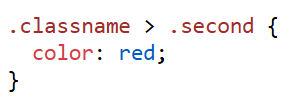 .classname > .second {
  color: red;
}